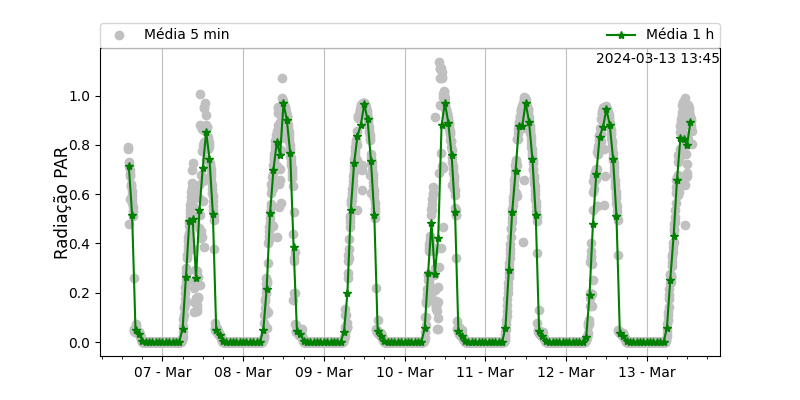 Média 5 min
Média 1 h
2024-03-13 13:45
Radiação PAR
1.0
0.8
0.6
0.4
0.2
0.0
07 - Mar
08 - Mar
09 - Mar
10 - Mar
11 - Mar
12 - Mar
13 - Mar